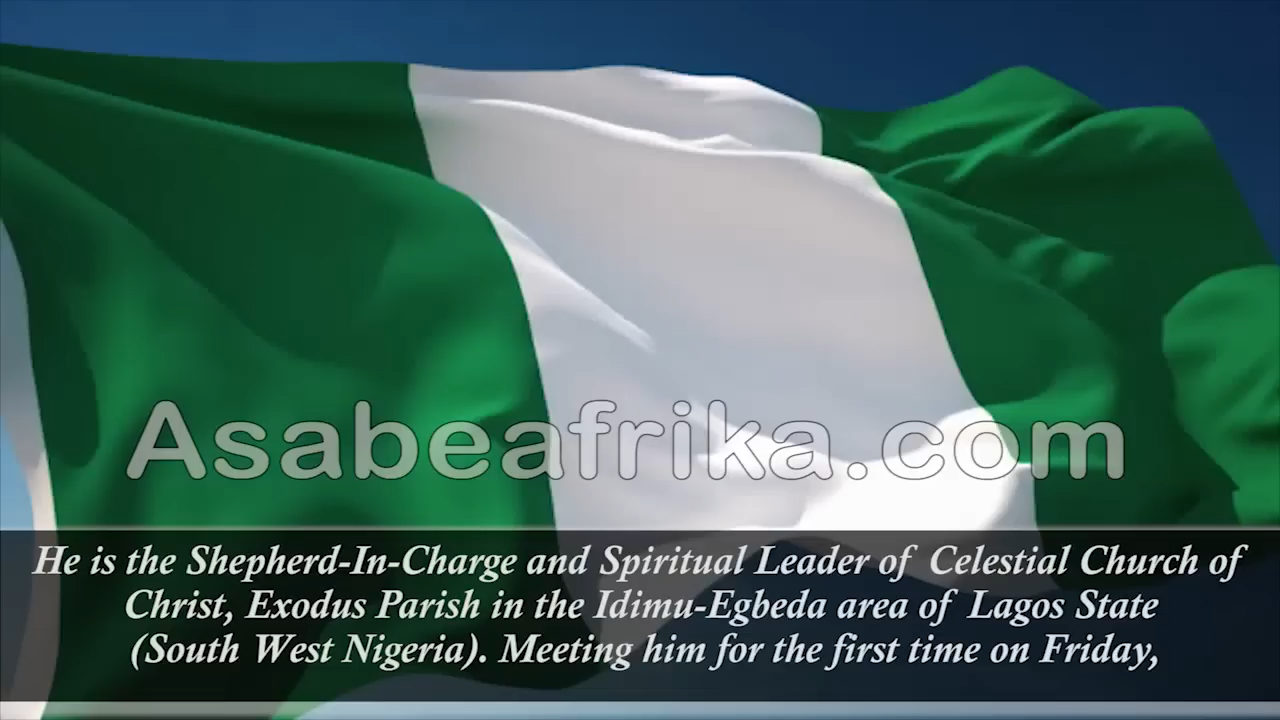 Asabeafrika.com
He is the Shepherd-In-Charge and Spiritual Leader of Celestial Church of
Christ, Exodus Parish in the Idimu-Egbeda area of Lagos State
(South West Nigeria). Meeting him for the first time on Friday,